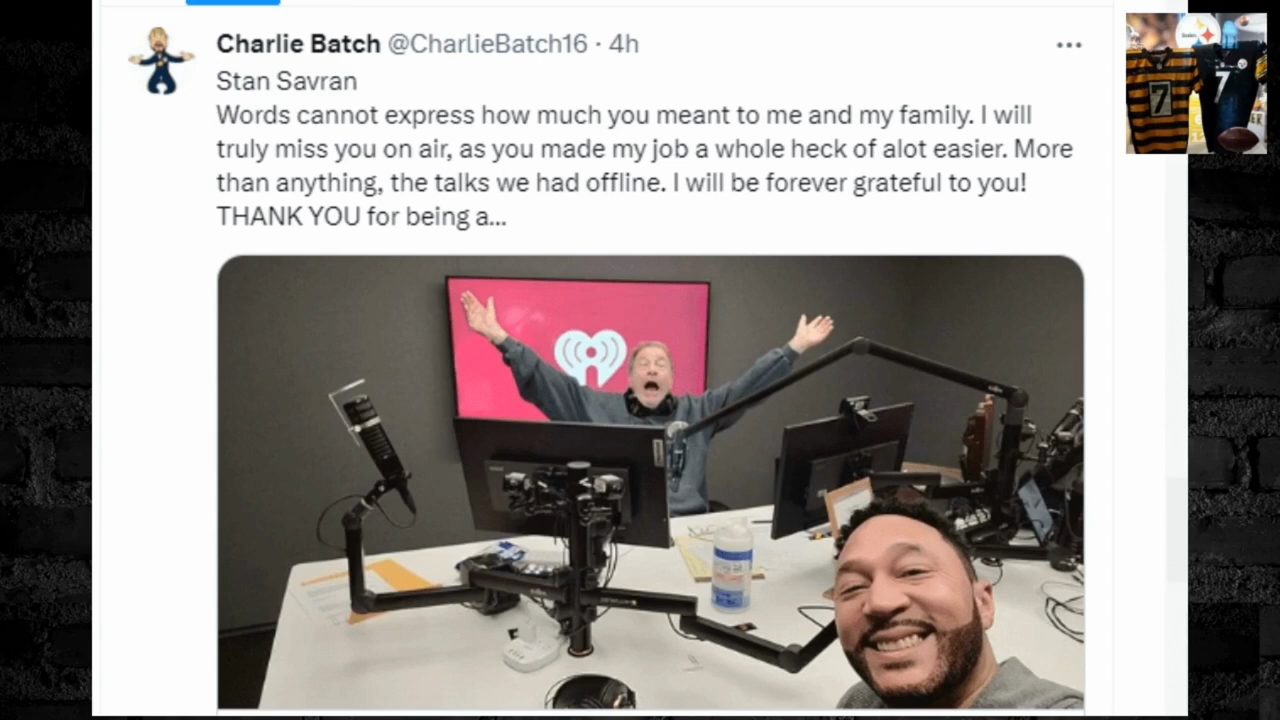 Charlie Batch @CharlieBatch16 · 4h
Stan Savran
Words cannot express how much you meant to me and my family. I will
truly miss you on air, as you made my job a whole heck of alot easier. More
than anything, the talks we had offline. I will be forever grateful to you!
THANK YOU for being a...
7
7